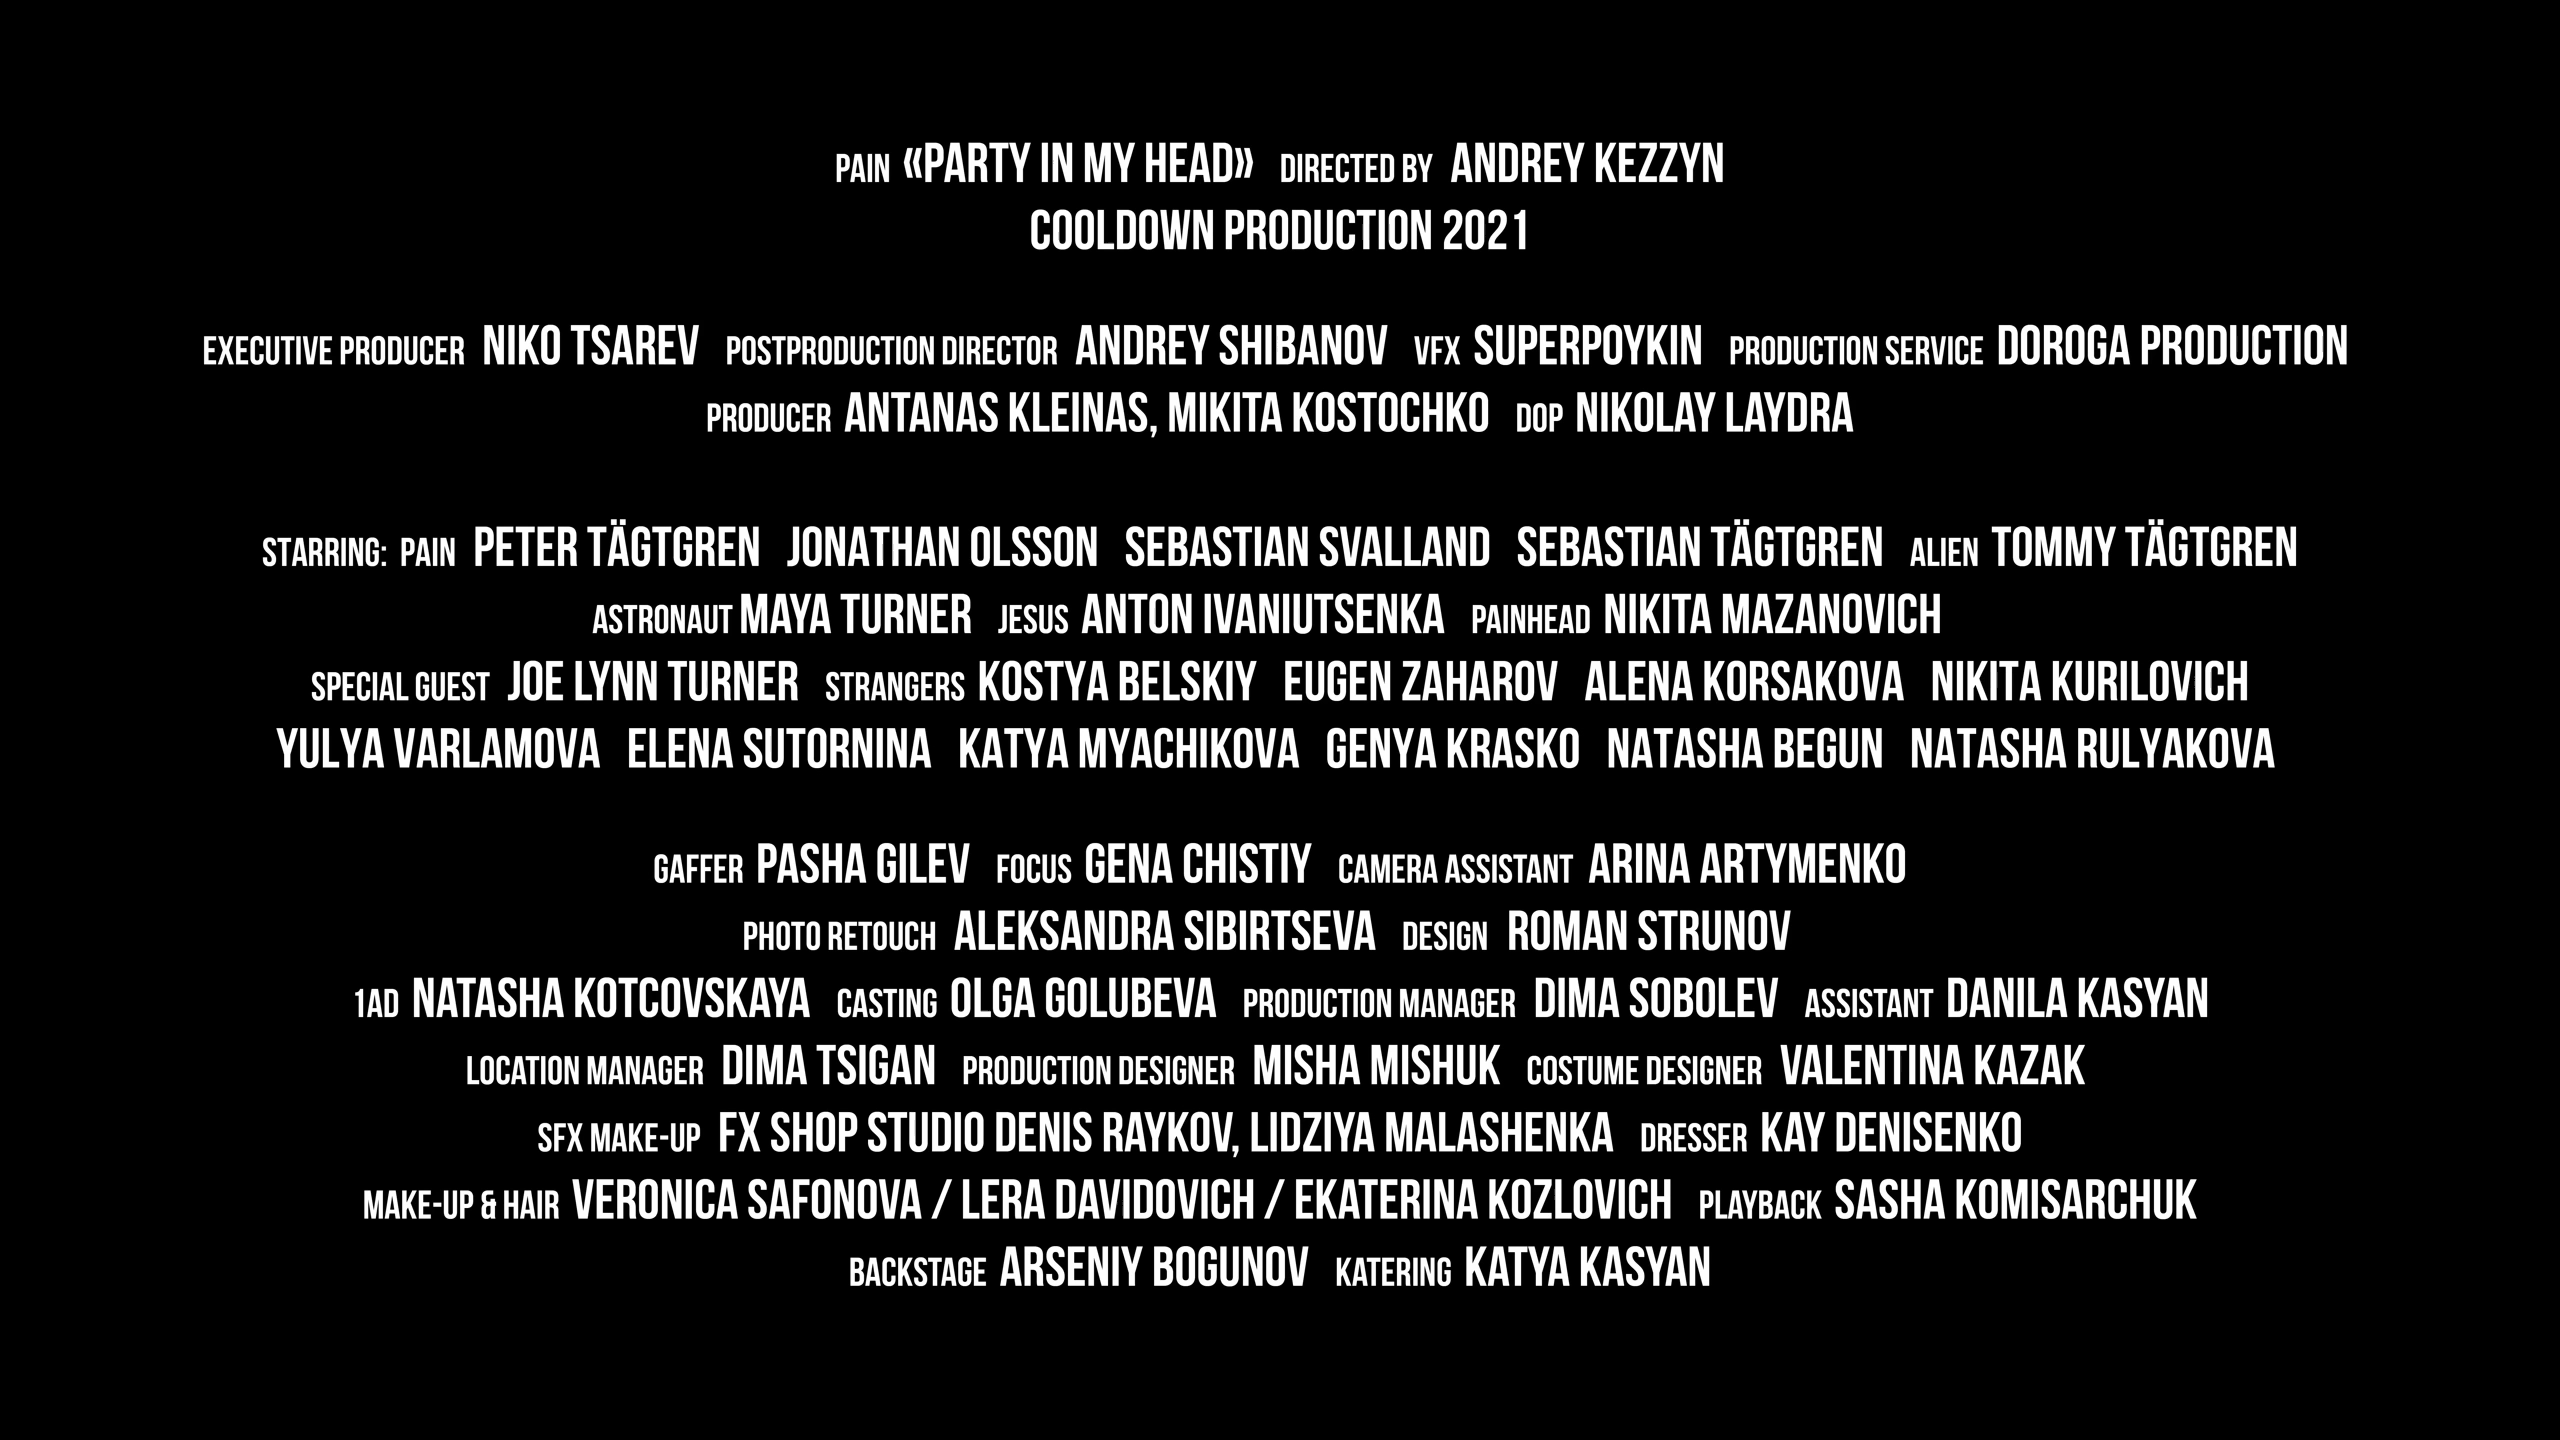 PAIN «PARTY IN MY HEAD» DIRECTED BY ANDREY KEZZYN
COOLDOWN PRODUCTION 2021
EXECUTIVE PRODUCER NIKO TSAREV POSTPRODUCTION DIRECTOR ANDREY SHIBANOV VFX SUPERPOYKIN PRODUCTION SERVICE DOROGA PRODUCTION
PRODUCER ANTANAS KLEINAS, MIKITA KOSTOCHKO DOP NIKOLAY LAYDRA
STARRING: PAIN PETER TÄGTGREN JONATHAN OLSSON SEBASTIAN SVALLAND SEBASTIAN TÄGTGREN ALIEN TOMMY TÄGTGREN
ASTRONAUT MAYA TURNER JESUS ANTON IVANIUTSENKA PAINHEAD NIKITA MAZANOVICH
SPECIAL GUEST JOE LYNN TURNER STRANGERS KOSTYA BELSKIY EUGEN ZAHAROV ALENA KORSAKOVA NIKITA KURILOVICH
YULYA VARLAMOVA ELENA SUTORNINA KATYA MYACHIKOVA GENYA KRASKO NATASHA BEGUN NATASHA RULYAKOVA
GAFFER PASHA GILEV FOCUS GENA CHISTIY CAMERA ASSISTANT ARINA ARTYMENKO
PHOTO RETOUCH ALEKSANDRA SIBIRTSEVA DESIGN ROMAN STRUNOV
1AD NATASHA KOTCOVSKAYA CASTING OLGA GOLUBEVA PRODUCTION MANAGER DIMA SOBOLEV ASSISTANT DANILA KASYAN
LOCATION MANAGER DIMA TSIGAN PRODUCTION DESIGNER MISHA MISHUK COSTUME DESIGNER VALENTINA KAZAK
SFX MAKE-UP FX SHOP STUDIO DENIS RAYKOV, LIDZIYA MALASHENKA DRESSER KAY DENISENKO
MAKE-UP & HAIR VERONICA SAFONOVA / LERA DAVIDOVICH / EKATERINA KOZLOVICH PLAYBACK SASHA KOMISARCHUK
BACKSTAGE ARSENIY BOGUNOV KATERING KATYA KASYAN